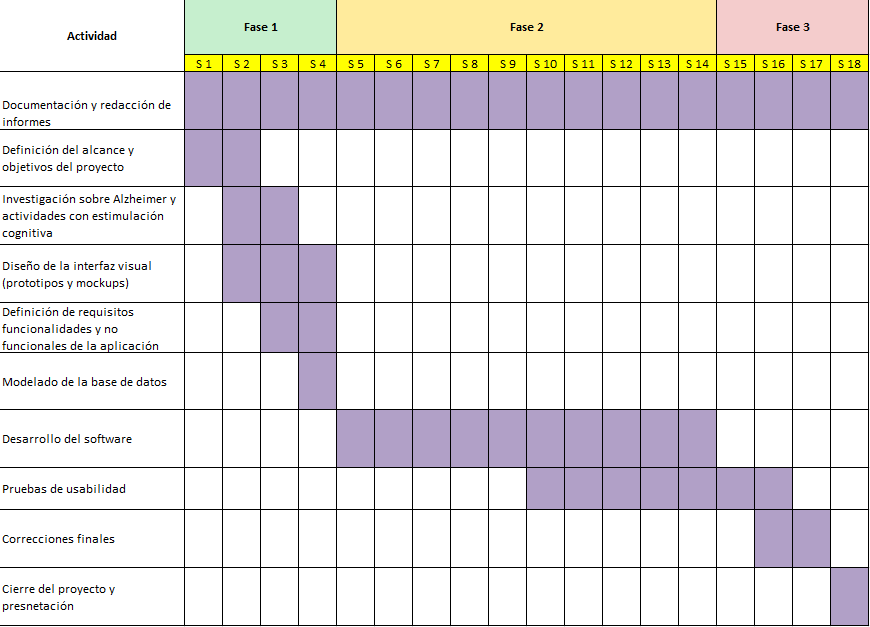 Actividad
Fase 1
Fase 2
Fase 3
S 1 S 2 S 3 S 4 S 5 S 6 S 7 S 8 S 9 S 10 S 11 S 12 S 13 S 14 S 15 S 16 S 17 S 18
Documentación y redacción de
informes
Definición del alcance y
objetivos del proyecto
Investigación sobre Alzheimer y
actividades con estimulación
cognitiva
Diseño de la interfaz visual
(prototipos y mockups)
Definición de requisitos
funcionalidades y no
funcionales de la aplicación
Modelado de la base de datos
Desarrollo del software
Pruebas de usabilidad
Correcciones finales
Cierre del proyecto y
presnetación